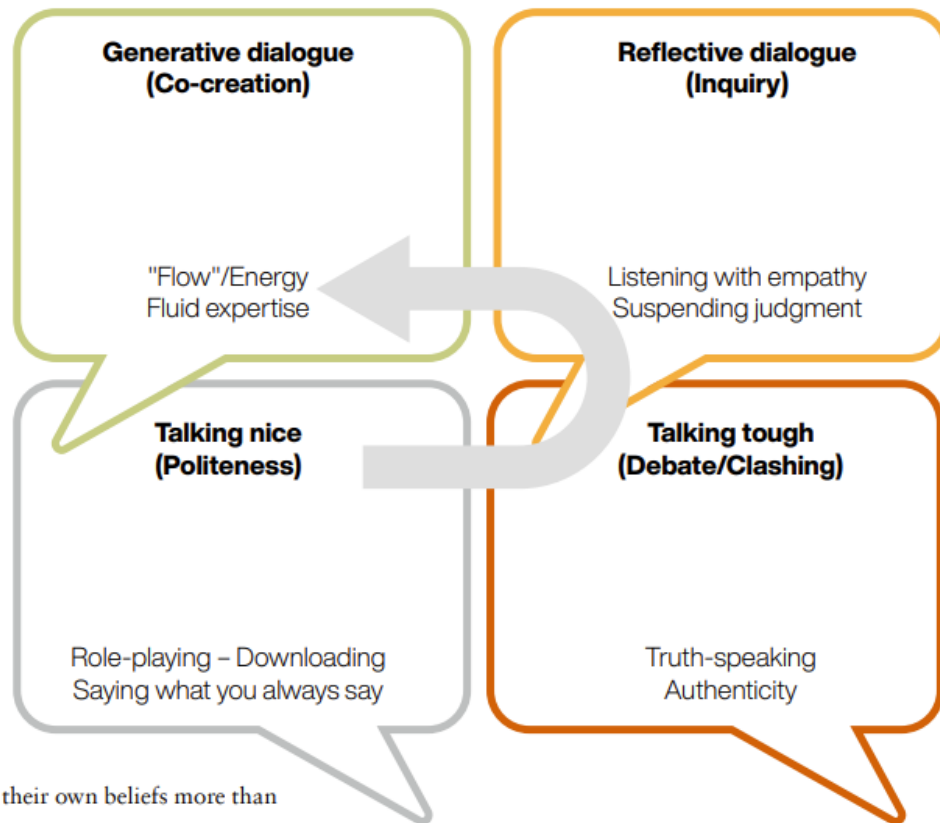 Generative dialogue
(Co-creation)
"Flow"/Energy
Fluid expertise
Reflective dialogue
(Inquiry)
Listening with empathy
Suspending judgment
Talking nice
(Politeness)
Role-playing – Downloading
Saying what you always say
Talking tough
(Debate/Clashing)
Truth-speaking
Authenticity
their own beliefs more than